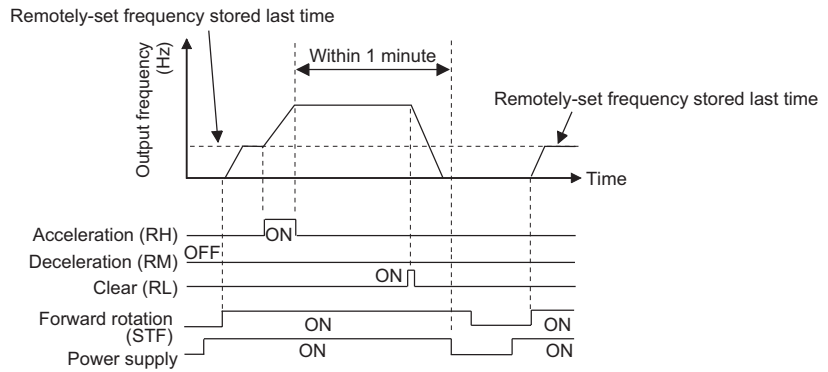 Remotely-set frequency stored last time
Output frequency
(Hz)
Within 1 minute
Remotely-set frequency stored last time
Time
Acceleration (RH)
ON
OFF
Deceleration (RM)
Clear (RL)
ON
Forward rotation
(STF)
ON
ON
Power supply
ON
ON